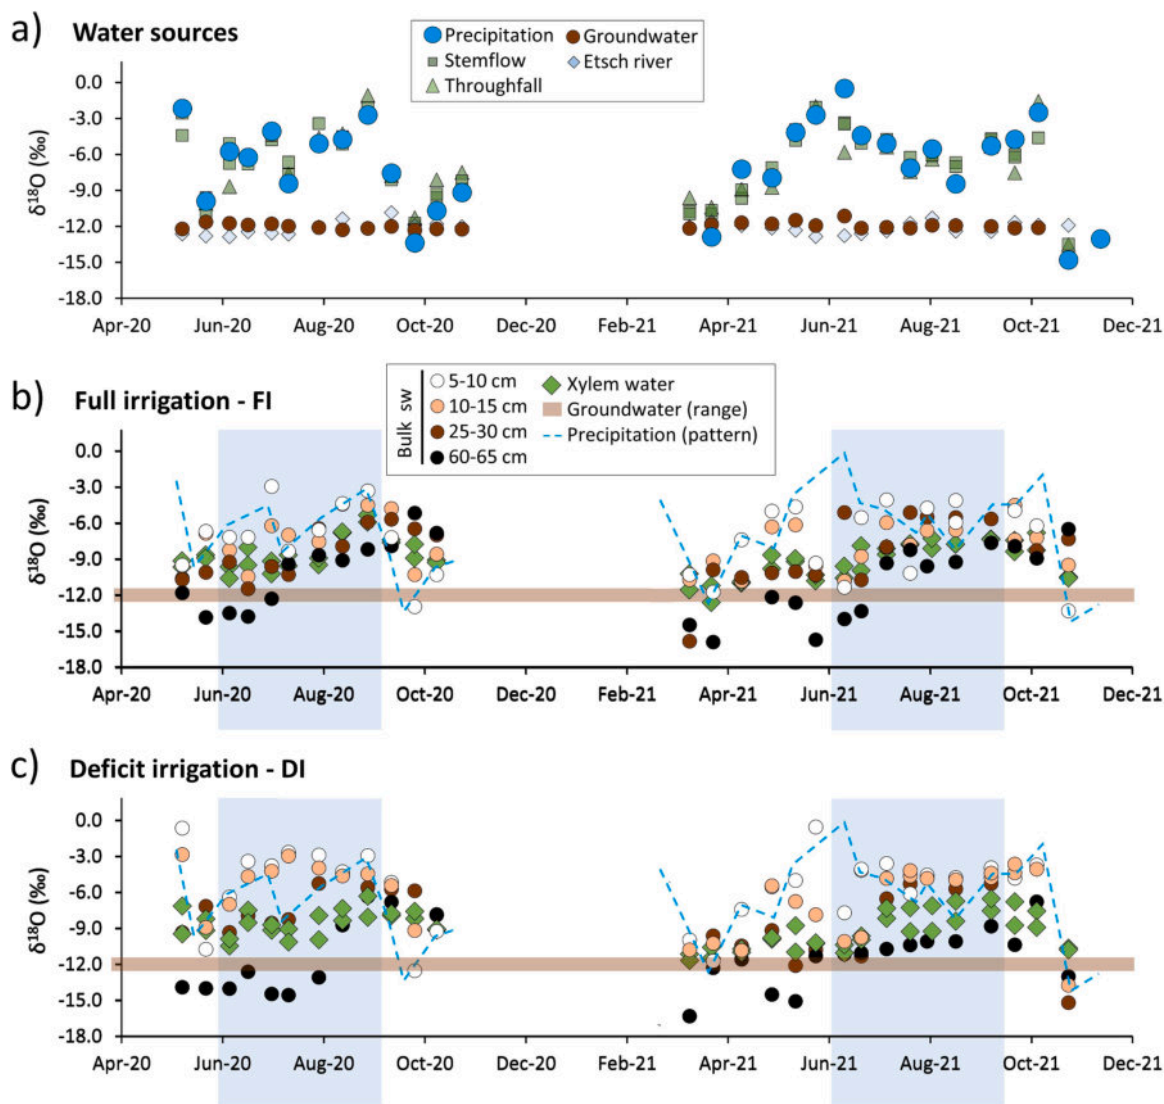 a) Water sources
Precipitation Groundwater
Stemflow Etsch river
Throughfall
δ¹⁸O (‰)
0.0
-3.0
-6.0
-9.0
-12.0
-15.0
-18.0
Apr-20 Jun-20 Aug-20 Oct-20 Dec-20 Feb-21 Apr-21 Jun-21 Aug-21 Oct-21 Dec-21
b) Full irrigation - FI
Bulk sw
5-10 cm Xylem water
10-15 cm Groundwater (range)
25-30 cm Precipitation (pattern)
60-65 cm
δ¹⁸O (‰)
0.0
-3.0
-6.0
-9.0
-12.0
-15.0
-18.0
Apr-20 Jun-20 Aug-20 Oct-20 Dec-20 Feb-21 Apr-21 Jun-21 Aug-21 Oct-21 Dec-21
c) Deficit irrigation - DI
δ¹⁸O (‰)
0.0
-3.0
-6.0
-9.0
-12.0
-15.0
-18.0
Apr-20 Jun-20 Aug-20 Oct-20 Dec-20 Feb-21 Apr-21 Jun-21 Aug-21 Oct-21 Dec-21